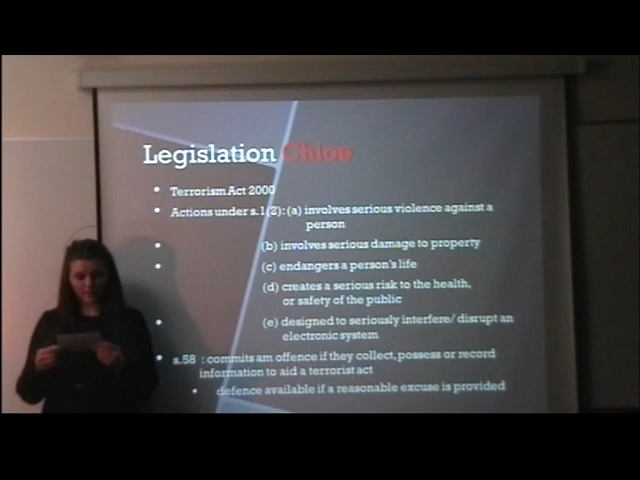 Legislation Chloe
• Terrorism Act 2000
• Actions under s.1(2): (a) involves serious violence against a
person
• (b) involves serious damage to property
• (c) endangers a person's life
(d) creates a serious risk to the health,
or safety of the public
• (e) designed to seriously interfere/ disrupt an
electronic system
• s.58 : commits am offence if they collect, possess or record
information to aid a terrorist act
• defence available if a reasonable excuse is provided